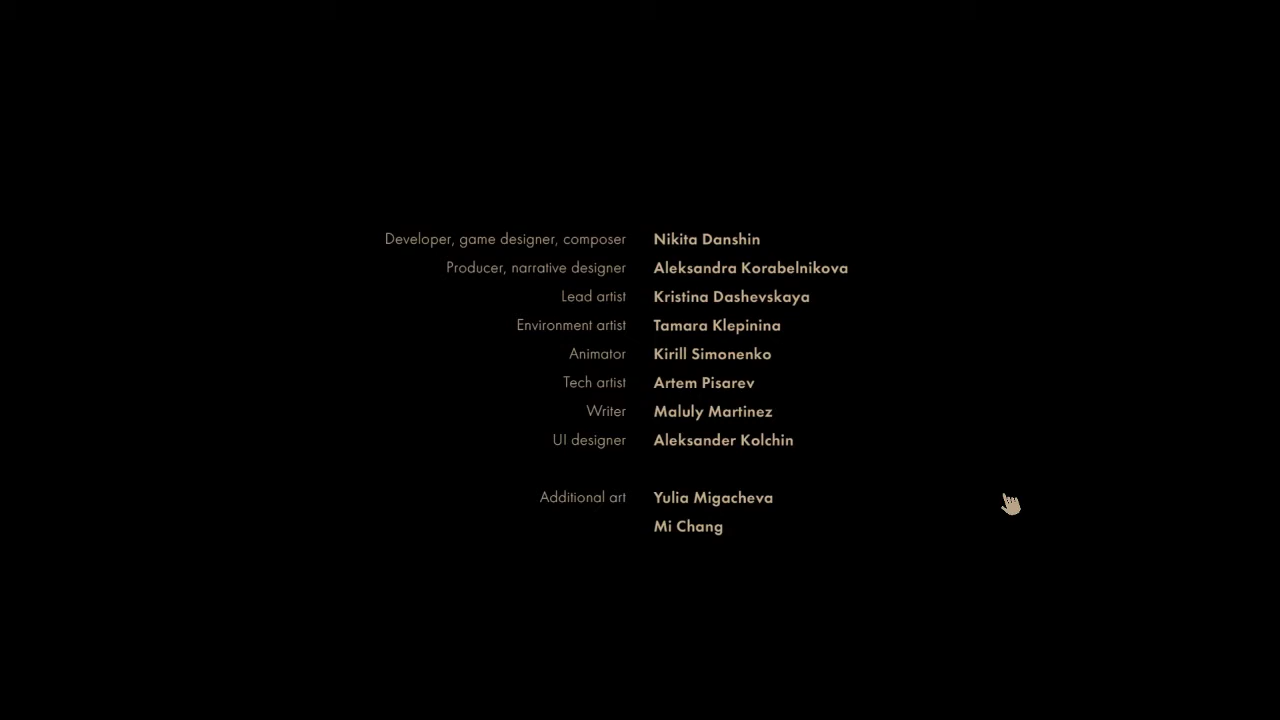 Developer, game designer, composer Nikita Danshin
Producer, narrative designer Aleksandra Korabelnikova
Lead artist Kristina Dashevskaya
Environment artist Tamara Klepinina
Animator Kirill Simonenko
Tech artist Artem Pisarev
Writer Maluly Martinez
UI designer Aleksander Kolchin
Additional art Yulia Migacheva
Mi Chang